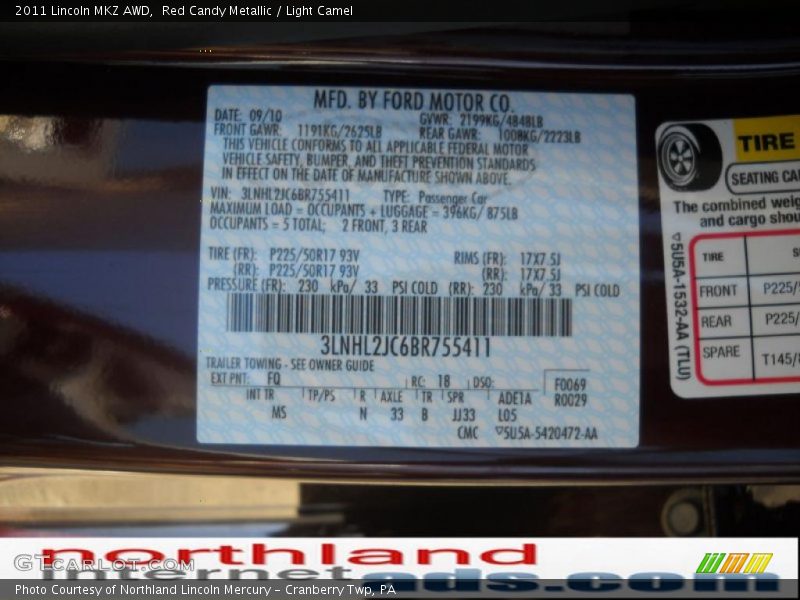 2011 Lincoln MKZ AWD, Red Candy Metallic / Light Camel
MFD. BY FORD MOTOR CO.
DATE: 09/10 GVWR: 2199KG/4848LB
FRONT GAWR: 1191KG/2625LB REAR GAWR: 1008KG/2223LB
THIS VEHICLE CONFORMS TO ALL APPLICABLE FEDERAL MOTOR
VEHICLE SAFETY, BUMPER, AND THEFT PREVENTION STANDARDS
IN EFFECT ON THE DATE OF MANUFACTURE SHOWN ABOVE.
VIN: 3LNHL2JC6BR755411 TYPE: Passenger Car
MAXIMUM LOAD = OCCUPANTS + LUGGAGE = 396KG/ 875LB
OCCUPANTS = 5 TOTAL; 2 FRONT, 3 REAR
TIRE (FR): P225/50R17 93V RIMS (FR): 17X7.5J
(RR): P225/50R17 93V (RR): 17X7.5J
PRESSURE (FR): 230 kPa/ 33 PSI COLD (RR): 230 kPa/ 33 PSI COLD
3LNHL2JC6BR755411
TRAILER TOWING - SEE OWNER GUIDE
EXT PNT: FQ RC: 18 DSO: F0069
INT TR TP/PS R AXLE TR SPR ADE1A R0029
MS N 33 B JJ33 L05
CMC ▽5U5A-5420472-AA
TIRE
SEATING CA
The combined weig
and cargo shou
▽5U5A-1532-AA (TLU)
TIRE S
FRONT P225/
REAR P225/
SPARE T145/
northland
internetads.com
GTCARLOT.COM
Photo Courtesy of Northland Lincoln Mercury – Cranberry Twp, PA